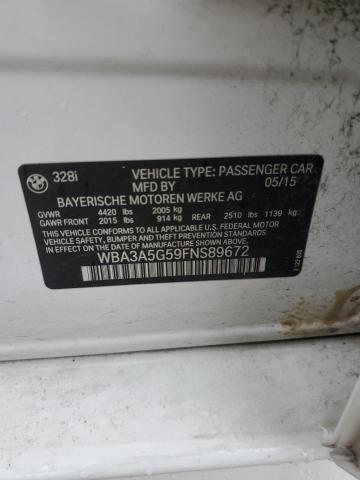 328i VEHICLE TYPE: PASSENGER CAR
MFD BY 05/15
BAYERISCHE MOTOREN WERKE AG
GVWR 4420 lbs 2005 kg
GAWR FRONT 2015 lbs 914 kg REAR 2510 lbs 1139 kg
THIS VEHICLE CONFORMS TO ALL APPLICABLE U.S. FEDERAL MOTOR
VEHICLE SAFETY, BUMPER, AND THEFT PREVENTION STANDARDS
IN EFFECT ON THE DATE OF MANUFACTURE SHOWN ABOVE.
WBA3A5G59FNS89672